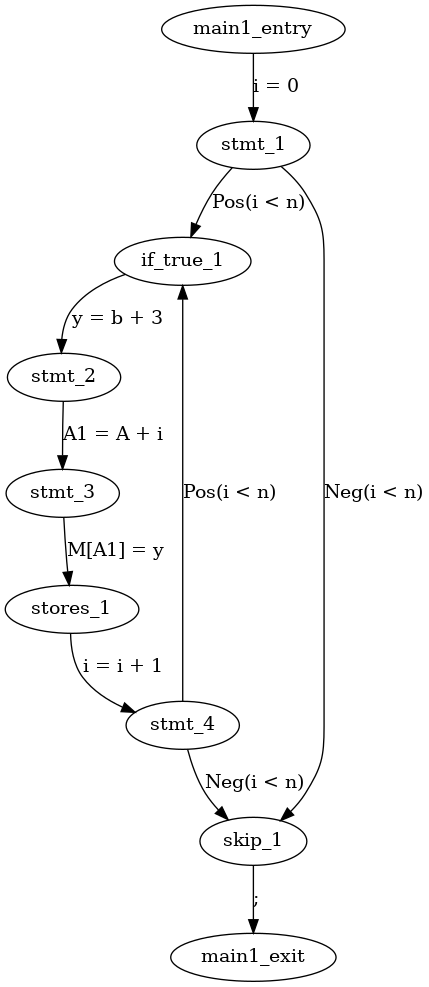 main1_entry
i = 0
stmt_1
Pos(i < n)
if_true_1
y = b + 3
stmt_2
A1 = A + i
stmt_3
Pos(i < n)
Neg(i < n)
M[A1] = y
stores_1
i = i + 1
stmt_4
Neg(i < n)
skip_1
;
main1_exit